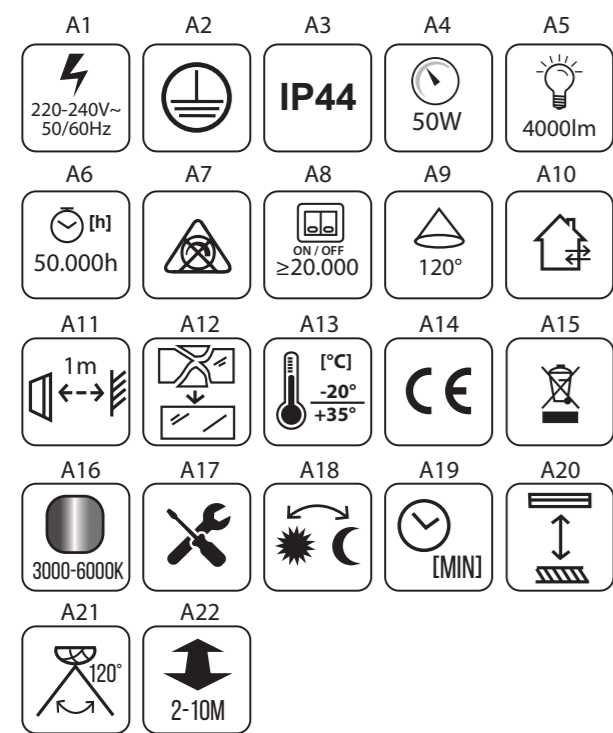 A1 A2 A3 A4 A5
220-240V~
50/60Hz
IP44
50W
4000lm
A6 A7 A8 A9 A10
[h]
50.000h
ON / OFF
≥20.000
120°
A11 A12 A13 A14 A15
1m
[°C]
-20°
+35°
CE
A16 A17 A18 A19 A20
3000-6000K
[MIN]
A21 A22
120°
2-10M